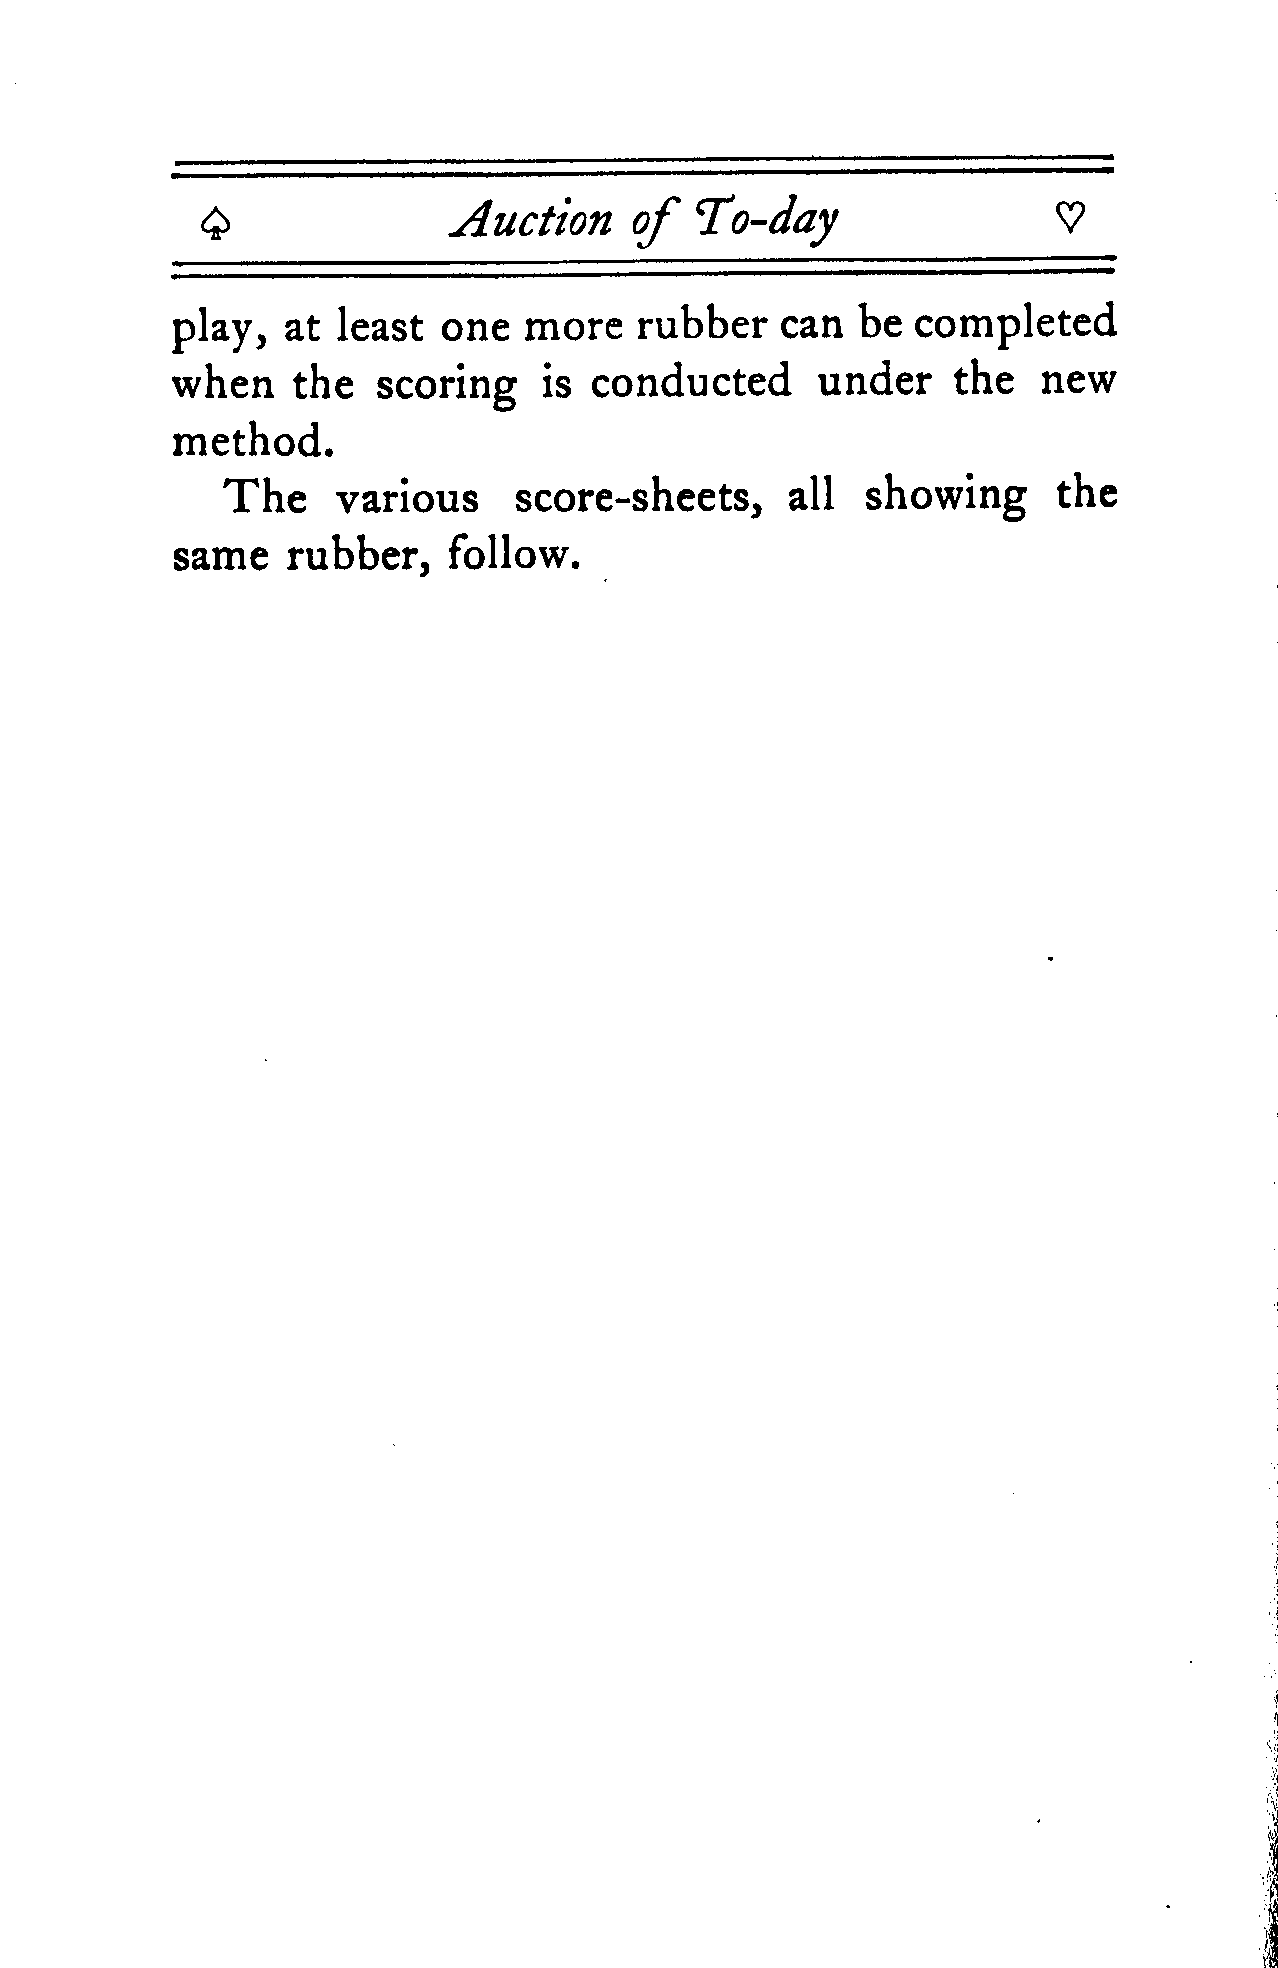 ♤ Auction of To-day ♡
play, at least one more rubber can be completed
when the scoring is conducted under the new
method.
The various score-sheets, all showing the
same rubber, follow.